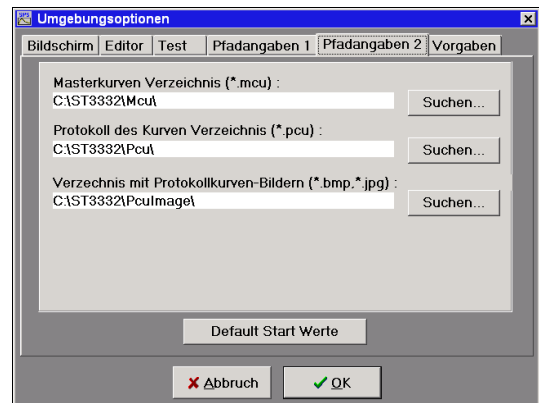 Umgebungsoptionen
Bildschirm Editor Test Pfadangaben 1 Pfadangaben 2 Vorgaben
Masterkurven Verzeichnis (*.mcu) :
C:\ST3332\Mcu\
Suchen...
Protokoll des Kurven Verzeichnis (*.pcu) :
C:\ST3332\Pcu\
Suchen...
Verzechnis mit Protokollkurven-Bildern (*.bmp,*.jpg) :
C:\ST3332\PcuImage\
Suchen...
Default Start Werte
Abbruch OK